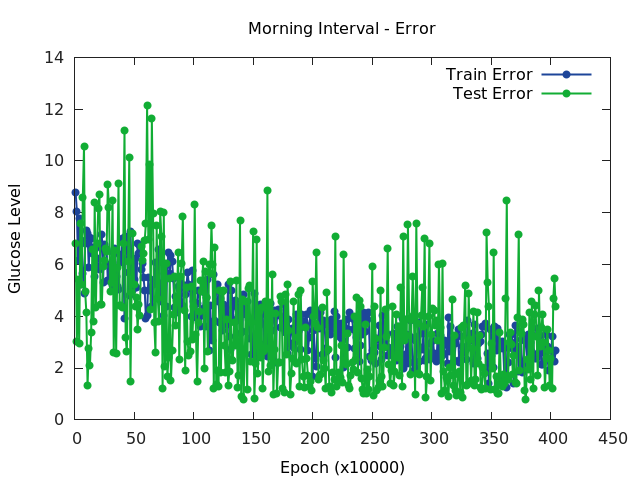 Morning Interval - Error
Train Error
Test Error
14
12
10
8
6
4
2
0
Glucose Level
0 50 100 150 200 250 300 350 400 450
Epoch (x10000)